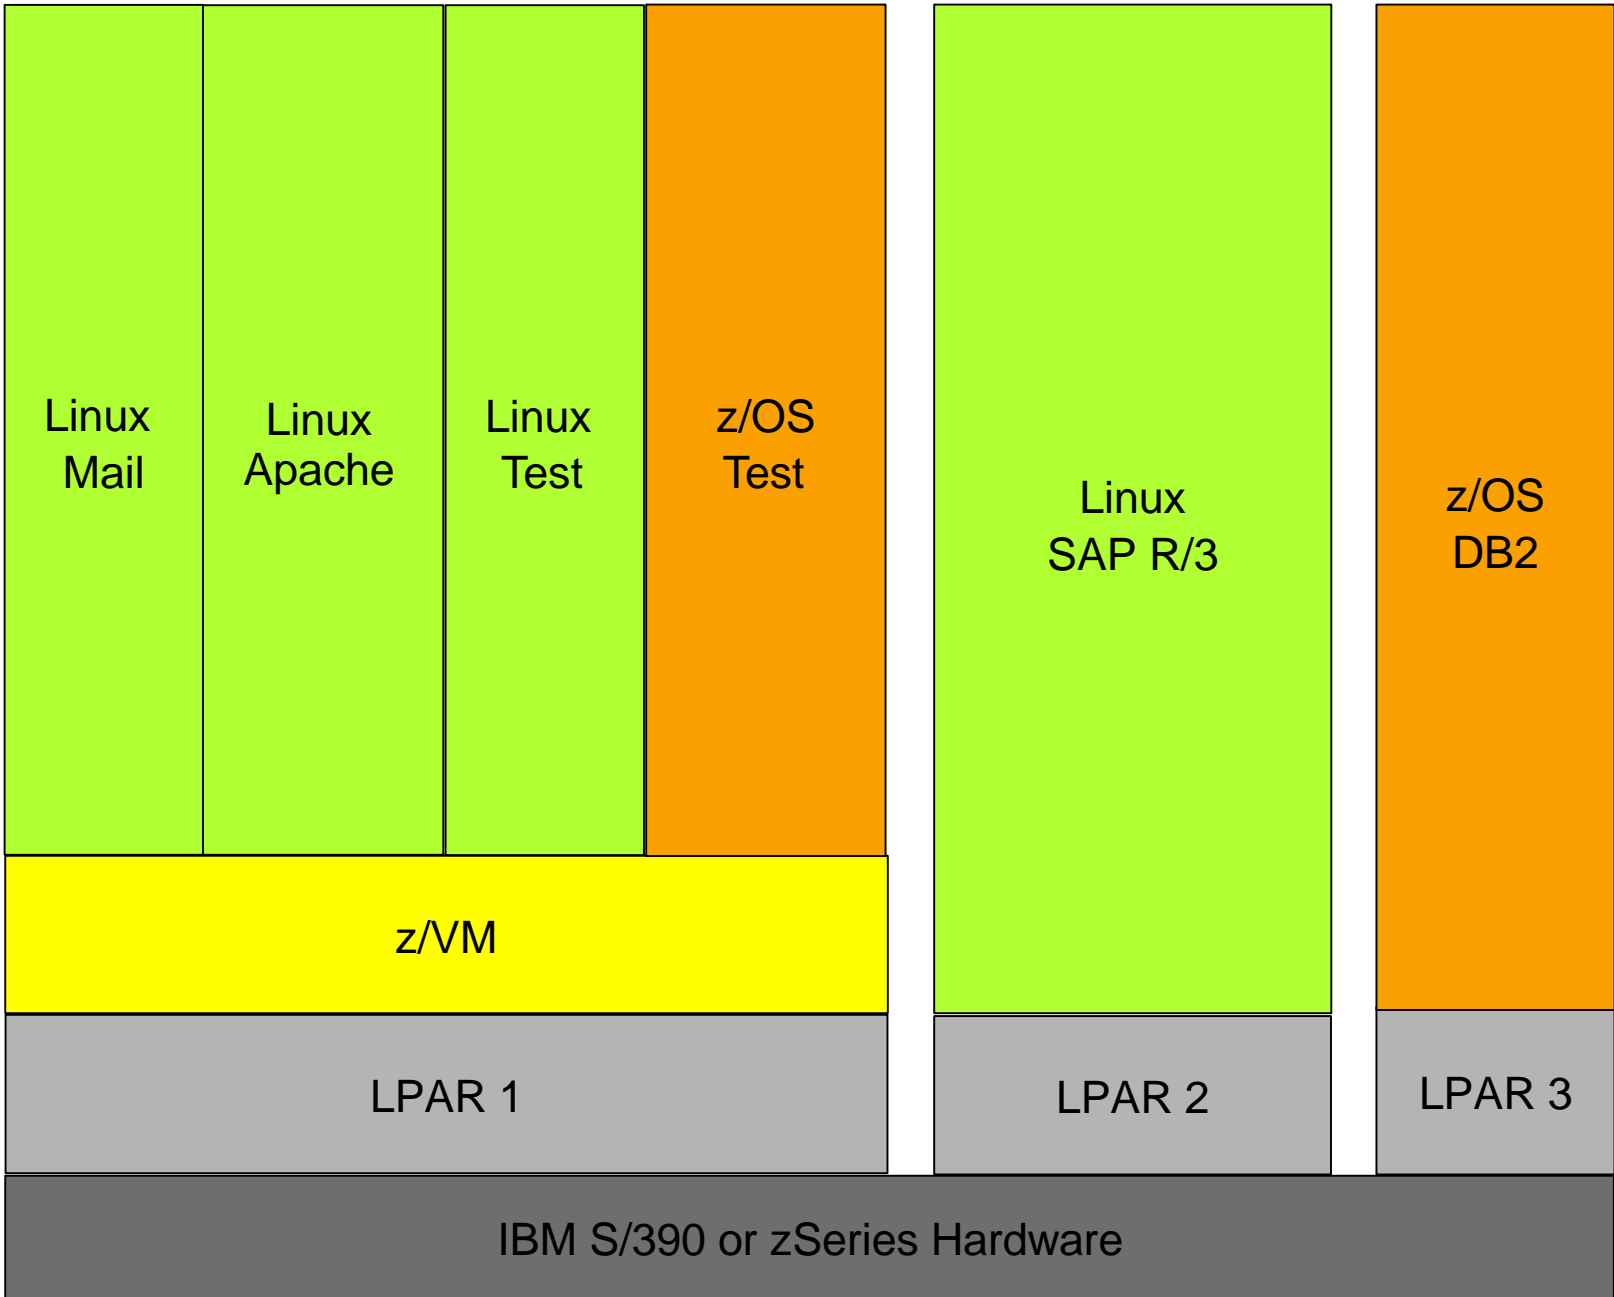 Linux
Mail
Linux
Apache
Linux
Test
z/OS
Test
Linux
SAP R/3
z/OS
DB2
z/VM
LPAR 1
LPAR 2
LPAR 3
IBM S/390 or zSeries Hardware